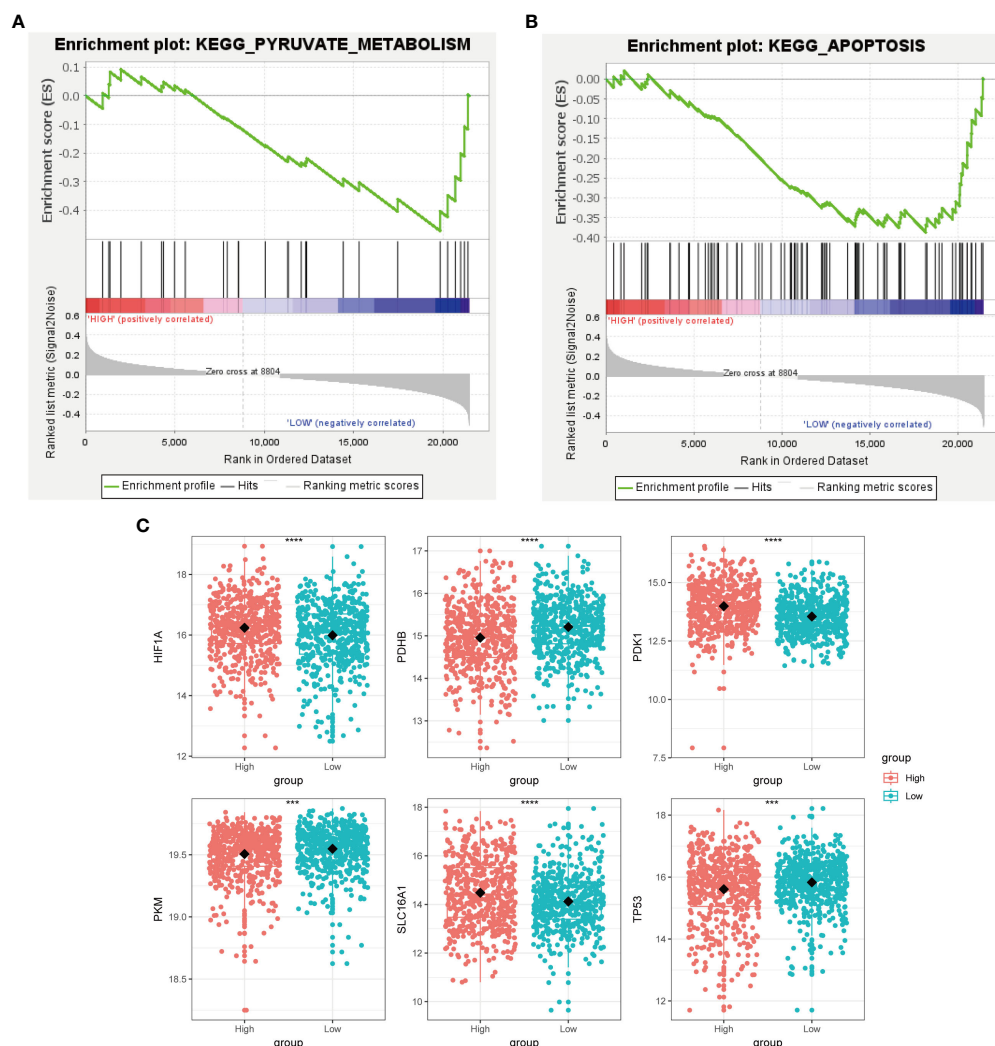 A
Enrichment plot: KEGG_PYRUVATE_METABOLISM
Enrichment score (ES)
0.1
0.0
-0.1
-0.2
-0.3
-0.4
'HIGH' (positively correlated)
Ranked list metric (Signal2Noise)
0.6
0.4
0.2
0.0
-0.2
-0.4
Zero cross at 8804
'LOW' (negatively correlated)
0 5,000 10,000 15,000 20,000
Rank in Ordered Dataset
Enrichment profile Hits Ranking metric scores
B
Enrichment plot: KEGG_APOPTOSIS
Enrichment score (ES)
0.00
-0.05
-0.10
-0.15
-0.20
-0.25
-0.30
-0.35
-0.40
'HIGH' (positively correlated)
Ranked list metric (Signal2Noise)
0.6
0.4
0.2
0.0
-0.2
-0.4
Zero cross at 8804
'LOW' (negatively correlated)
0 5,000 10,000 15,000 20,000
Rank in Ordered Dataset
Enrichment profile Hits Ranking metric scores
C
HIF1A
18
16
14
12
****
High Low
group
PDHB
17
16
15
14
13
****
High Low
group
PDK1
15.0
12.5
10.0
7.5
****
High Low
group
group
High
Low
PKM
19.5
19.0
18.5
***
High Low
group
SLC16A1
18
16
14
12
10
****
High Low
group
TP53
18
16
14
12
***
High Low
group